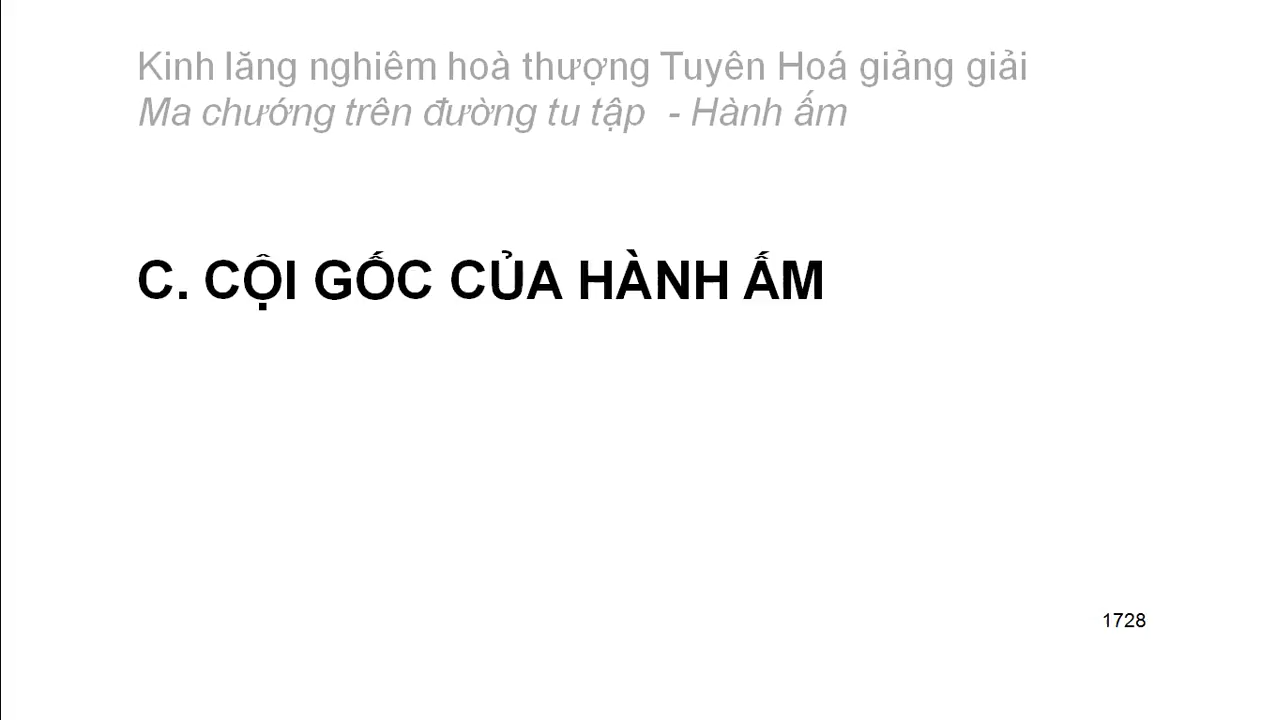 Kinh lăng nghiêm hoà thượng Tuyên Hoá giảng giải
Ma chướng trên đường tu tập - Hành ấm
C. CỘI GỐC CỦA HÀNH ẤM
1728